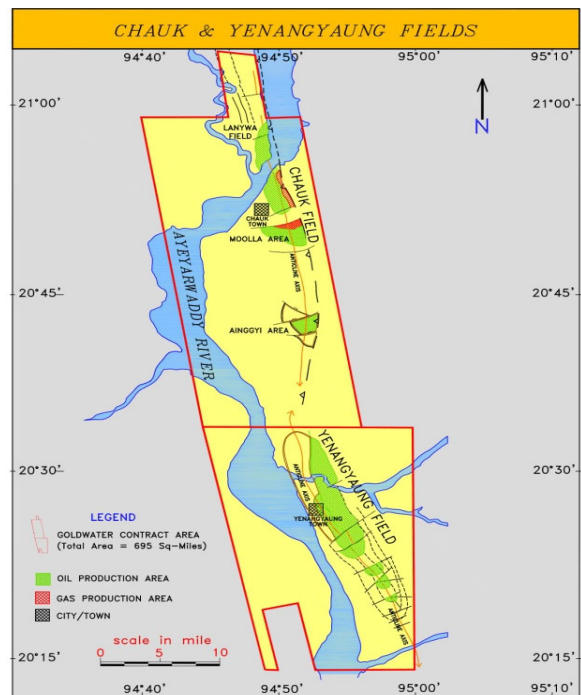 CHAUK & YENANGYAUNG FIELDS
94°40'
94°50'
95°00'
95°10'
21°00'
21°00'
N
LANYWA
FIELD
CHAUK FIELD
CHAUK
TOWN
MOOLLA AREA
ANTICLINE AXIS
AYEYARWADDY RIVER
20°45'
20°45'
AINGGYI AREA
YENANGYAUNG FIELD
20°30'
20°30'
ANTICLINE AXIS
YENANGYAUNG
TOWN
LEGEND
GOLDWATER CONTRACT AREA
(Total Area = 695 Sq-Miles)
OIL PRODUCTION AREA
GAS PRODUCTION AREA
CITY/TOWN
scale in mile
0
5
10
ANTICLINE AXIS
20°15'
20°15'
94°40'
94°50'
95°00'
95°10'